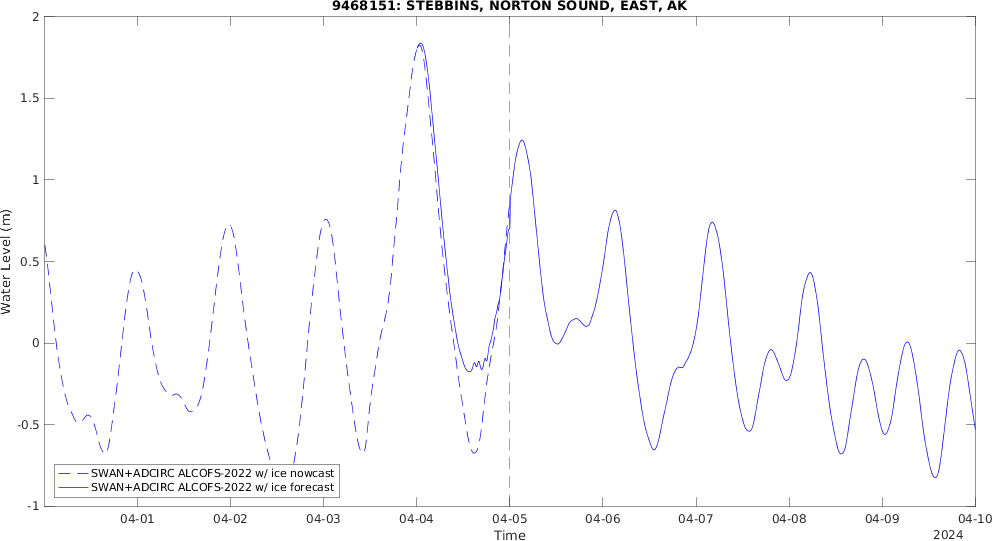 9468151: STEBBINS, NORTON SOUND, EAST, AK
Water Level (m)
2
1.5
1
0.5
0
-0.5
-1
SWAN+ADCIRC ALCOFS-2022 w/ ice nowcast
SWAN+ADCIRC ALCOFS-2022 w/ ice forecast
04-01 04-02 04-03 04-04 04-05 04-06 04-07 04-08 04-09 04-10
Time
2024